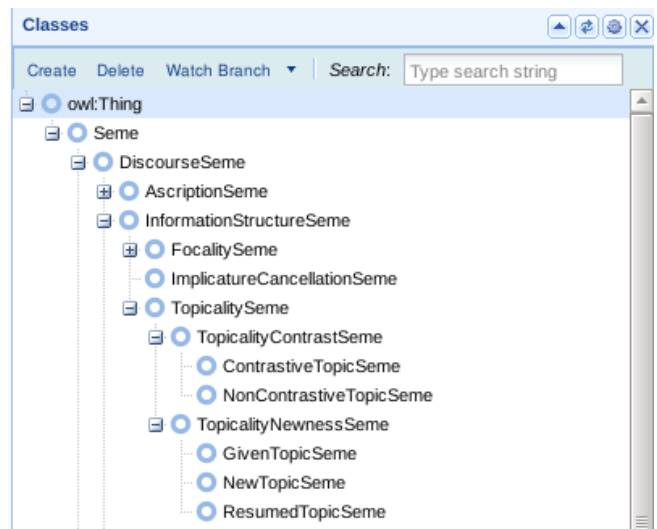 Classes
Create Delete Watch Branch Search: Type search string
owl:Thing
Seme
DiscourseSeme
AscriptionSeme
InformationStructureSeme
FocalitySeme
ImplicatureCancellationSeme
TopicalitySeme
TopicalityContrastSeme
ContrastiveTopicSeme
NonContrastiveTopicSeme
TopicalityNewnessSeme
GivenTopicSeme
NewTopicSeme
ResumedTopicSeme